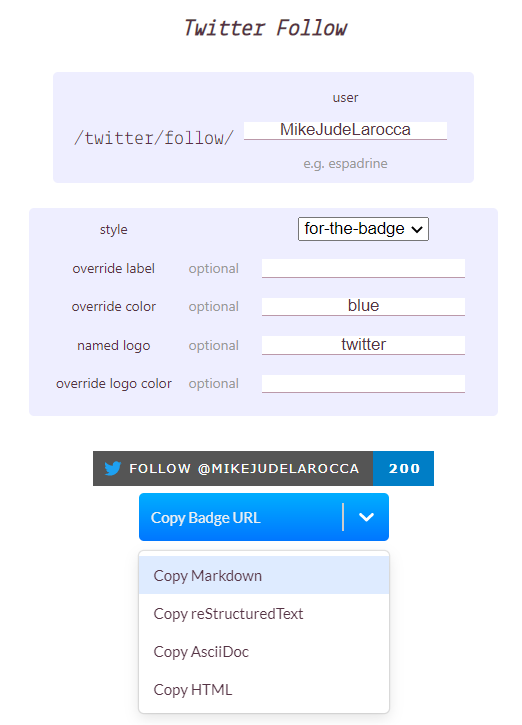 Twitter Follow
user
/twitter/follow/ MikeJudeLarocca
e.g. espadrine
style for-the-badge
override label optional
override color optional blue
named logo optional twitter
override logo color optional
FOLLOW @MIKEJUDELAROCCA 200
Copy Badge URL
Copy Markdown
Copy reStructuredText
Copy AsciiDoc
Copy HTML